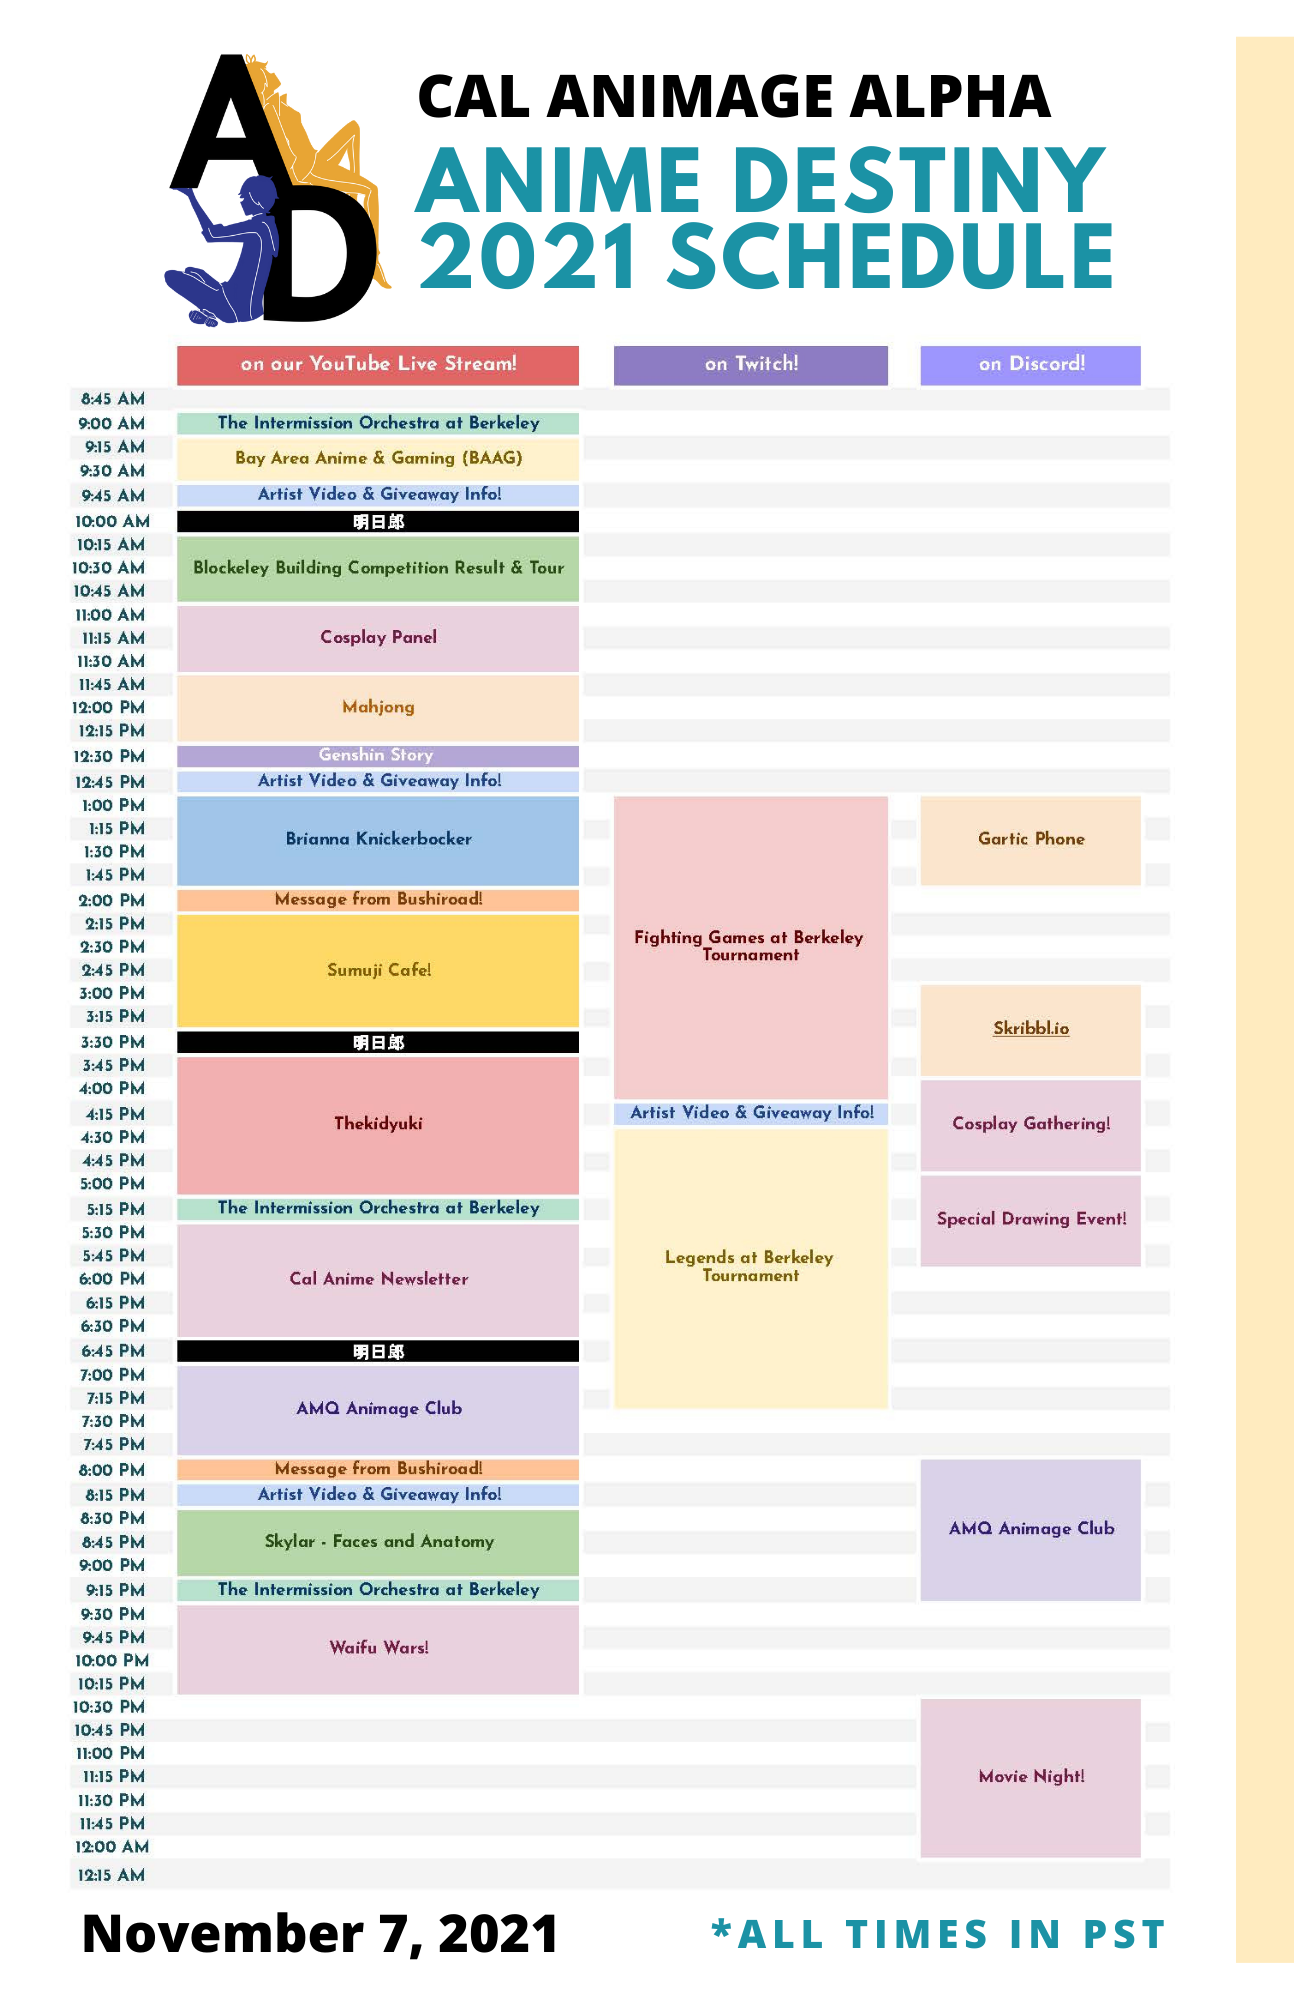 AD
CAL ANIMAGE ALPHA
ANIME DESTINY
2021 SCHEDULE
on our YouTube Live Stream!
on Twitch!
on Discord!
8:45 AM
9:00 AM
The Intermission Orchestra at Berkeley
9:15 AM
Bay Area Anime & Gaming (BAAG)
9:30 AM
9:45 AM
Artist Video & Giveaway Info!
10:00 AM
明日郎
10:15 AM
10:30 AM
Blockeley Building Competition Result & Tour
10:45 AM
11:00 AM
11:15 AM
Cosplay Panel
11:30 AM
11:45 AM
12:00 PM
Mahjong
12:15 PM
12:30 PM
Genshin Story
12:45 PM
Artist Video & Giveaway Info!
1:00 PM
1:15 PM
Brianna Knickerbocker
Gartic Phone
1:30 PM
1:45 PM
2:00 PM
Message from Bushiroad!
2:15 PM
Fighting Games at Berkeley
Tournament
2:30 PM
2:45 PM
Sumuji Cafe!
3:00 PM
3:15 PM
Skribbl.io
3:30 PM
明日郎
3:45 PM
4:00 PM
4:15 PM
Artist Video & Giveaway Info!
Thekidyuki
Cosplay Gathering!
4:30 PM
4:45 PM
5:00 PM
5:15 PM
The Intermission Orchestra at Berkeley
Special Drawing Event!
5:30 PM
5:45 PM
Legends at Berkeley
Tournament
6:00 PM
Cal Anime Newsletter
6:15 PM
6:30 PM
6:45 PM
明日郎
7:00 PM
7:15 PM
AMQ Animage Club
7:30 PM
7:45 PM
8:00 PM
Message from Bushiroad!
8:15 PM
Artist Video & Giveaway Info!
8:30 PM
AMQ Animage Club
8:45 PM
Skylar - Faces and Anatomy
9:00 PM
9:15 PM
The Intermission Orchestra at Berkeley
9:30 PM
9:45 PM
Waifu Wars!
10:00 PM
10:15 PM
10:30 PM
10:45 PM
11:00 PM
11:15 PM
Movie Night!
11:30 PM
11:45 PM
12:00 AM
12:15 AM
November 7, 2021
*ALL TIMES IN PST